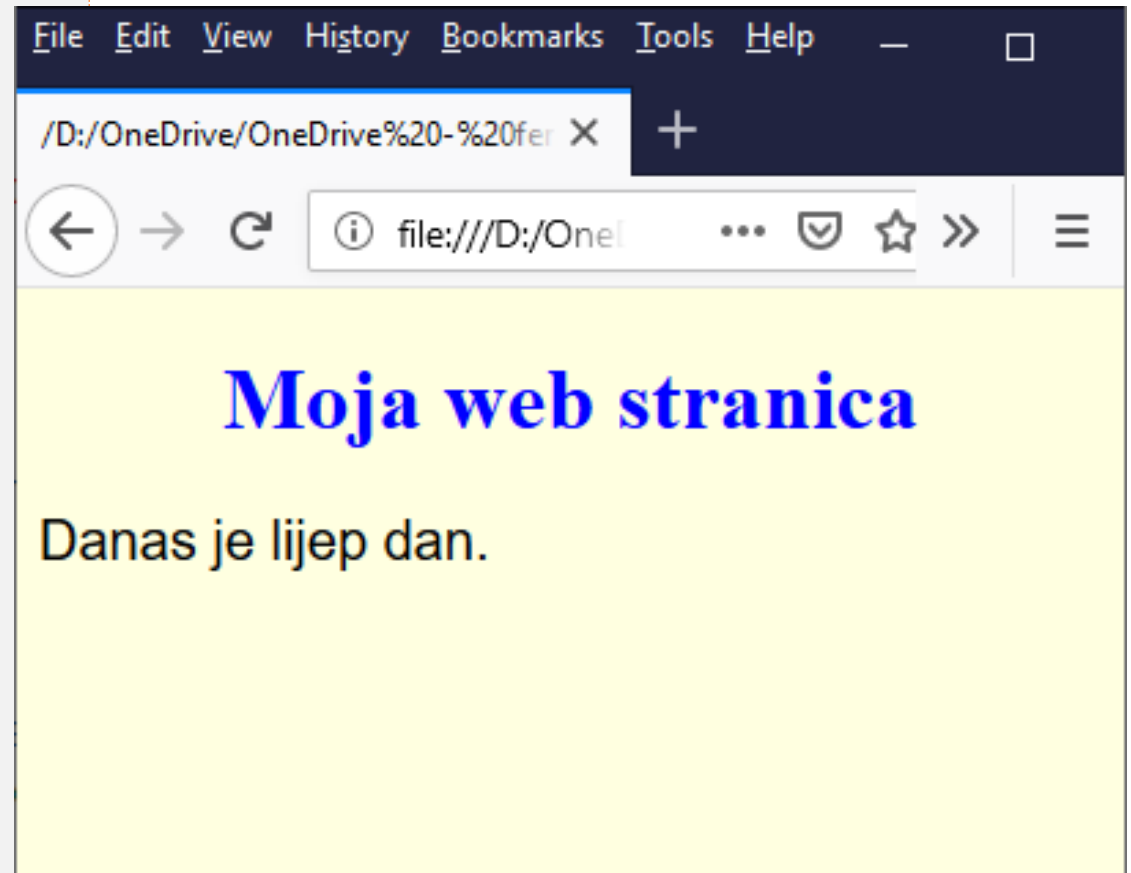 File Edit View History Bookmarks Tools Help
/D:/OneDrive/OneDrive%20-%20fer
file:///D:/One
Moja web stranica
Danas je lijep dan.